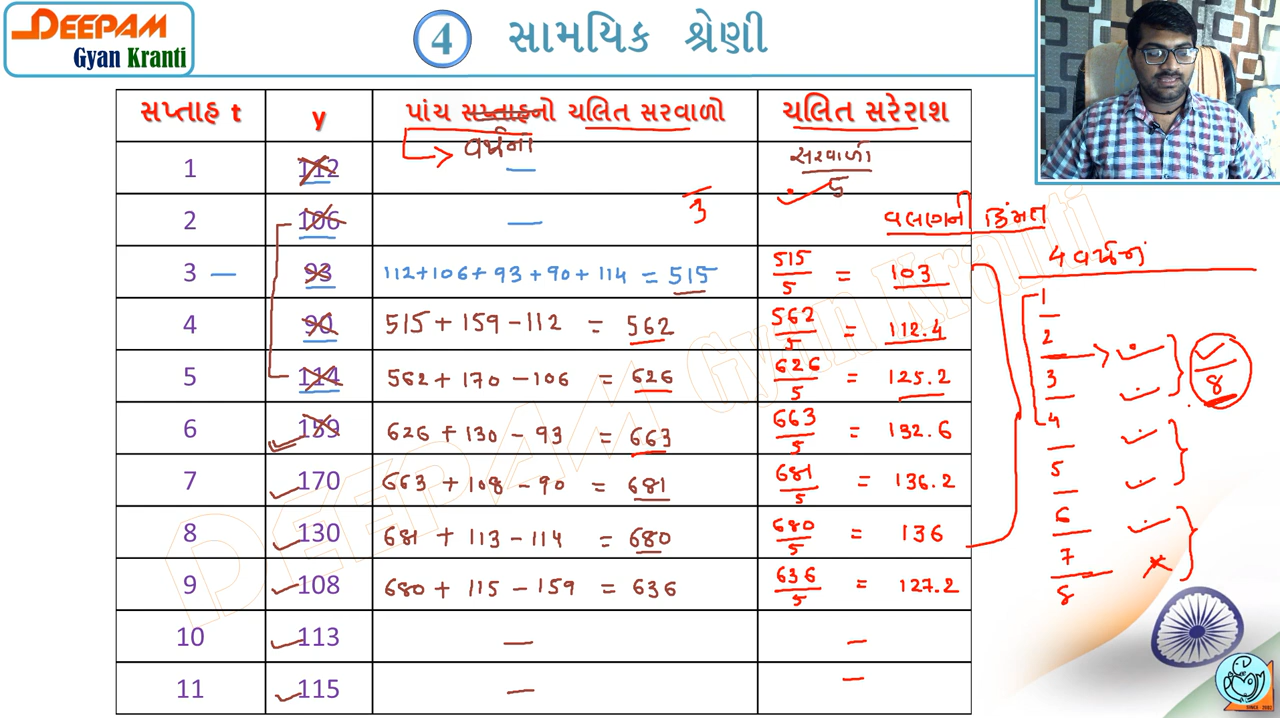 DEEPAM
Gyan Kranti
4 સામયિક શ્રેણી
સપ્તાહ t y પાંચ સપ્તાહનો ચલિત સરવાળો ચલિત સરેરાશ
વર્ષના
1 112 — સરવાળો / 5
2 106 — 3 વલણની કિંમત
3 — 93 112+106+93+90+114 = 515 515/5 = 103
4 90 515+159-112 = 562 562/5 = 112.4
5 114 562+170-106 = 626 626/5 = 125.2
6 159 626+130-93 = 663 663/5 = 132.6
7 170 663+108-90 = 681 681/5 = 136.2
8 130 681+113-114 = 680 680/5 = 136
9 108 680+115-159 = 636 636/5 = 127.2
10 113 — —
11 115 — —
4 વર્ષનાં
1
2
3
8
4
5
6
7
8
DEEPAM Gyan Kranti